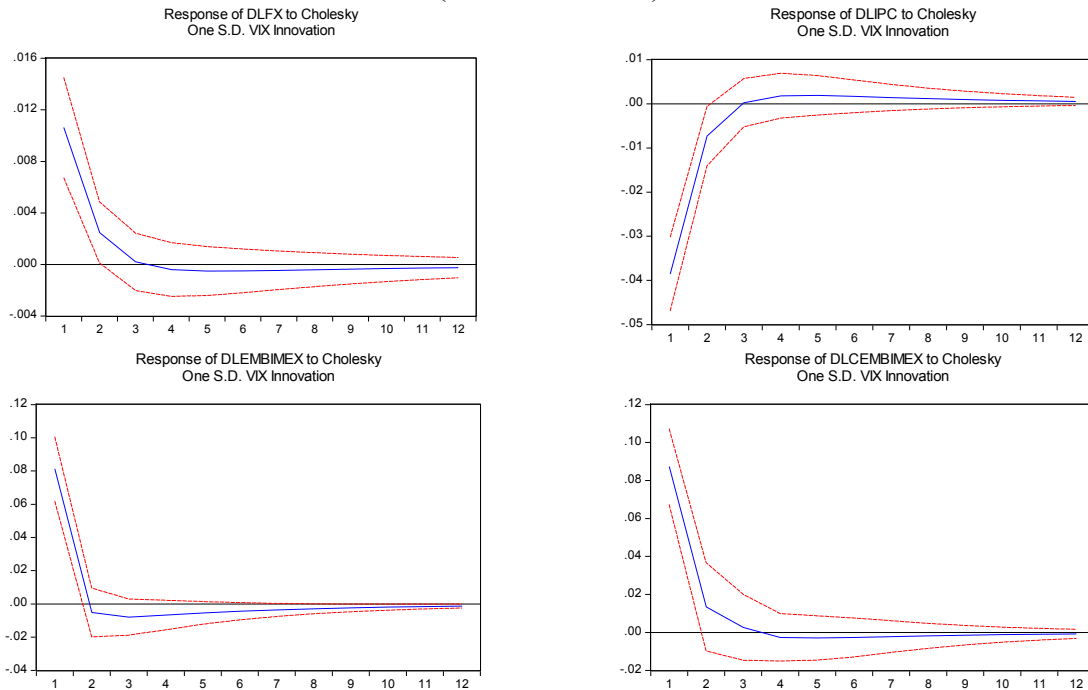 Response of DLFX to Cholesky
One S.D. VIX Innovation
.016
.012
.008
.004
.000
-.004
1 2 3 4 5 6 7 8 9 10 11 12
Response of DLIPC to Cholesky
One S.D. VIX Innovation
.01
.00
-.01
-.02
-.03
-.04
-.05
1 2 3 4 5 6 7 8 9 10 11 12
Response of DLEMBIMEX to Cholesky
One S.D. VIX Innovation
.12
.10
.08
.06
.04
.02
.00
-.02
-.04
1 2 3 4 5 6 7 8 9 10 11 12
Response of DLCEMBIMEX to Cholesky
One S.D. VIX Innovation
.12
.10
.08
.06
.04
.02
.00
-.02
1 2 3 4 5 6 7 8 9 10 11 12